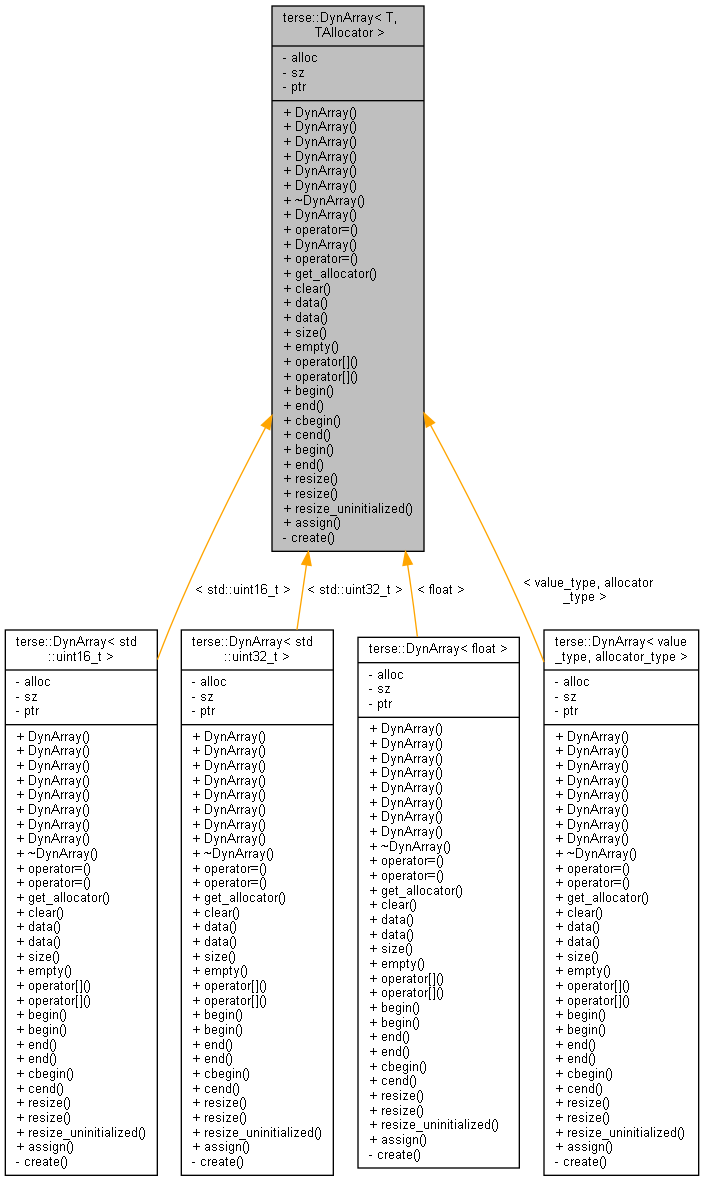 terse::DynArray< T,
TAllocator >
- alloc
- sz
- ptr
+ DynArray()
+ DynArray()
+ DynArray()
+ DynArray()
+ DynArray()
+ DynArray()
+ ~DynArray()
+ DynArray()
+ operator=()
+ DynArray()
+ operator=()
+ get_allocator()
+ clear()
+ data()
+ data()
+ size()
+ empty()
+ operator[]()
+ operator[]()
+ begin()
+ end()
+ cbegin()
+ cend()
+ begin()
+ end()
+ resize()
+ resize()
+ resize_uninitialized()
+ assign()
- create()
< std::uint16_t >
< std::uint32_t >
< float >
< value_type, allocator
_type >
terse::DynArray< std
::uint16_t >
- alloc
- sz
- ptr
+ DynArray()
+ DynArray()
+ DynArray()
+ DynArray()
+ DynArray()
+ DynArray()
+ DynArray()
+ DynArray()
+ ~DynArray()
+ operator=()
+ operator=()
+ get_allocator()
+ clear()
+ data()
+ data()
+ size()
+ empty()
+ operator[]()
+ operator[]()
+ begin()
+ begin()
+ end()
+ end()
+ cbegin()
+ cend()
+ resize()
+ resize()
+ resize_uninitialized()
+ assign()
- create()
terse::DynArray< std
::uint32_t >
- alloc
- sz
- ptr
+ DynArray()
+ DynArray()
+ DynArray()
+ DynArray()
+ DynArray()
+ DynArray()
+ DynArray()
+ DynArray()
+ ~DynArray()
+ operator=()
+ operator=()
+ get_allocator()
+ clear()
+ data()
+ data()
+ size()
+ empty()
+ operator[]()
+ operator[]()
+ begin()
+ begin()
+ end()
+ end()
+ cbegin()
+ cend()
+ resize()
+ resize()
+ resize_uninitialized()
+ assign()
- create()
terse::DynArray< float >
- alloc
- sz
- ptr
+ DynArray()
+ DynArray()
+ DynArray()
+ DynArray()
+ DynArray()
+ DynArray()
+ DynArray()
+ DynArray()
+ ~DynArray()
+ operator=()
+ operator=()
+ get_allocator()
+ clear()
+ data()
+ data()
+ size()
+ empty()
+ operator[]()
+ operator[]()
+ begin()
+ begin()
+ end()
+ end()
+ cbegin()
+ cend()
+ resize()
+ resize()
+ resize_uninitialized()
+ assign()
- create()
terse::DynArray< value
_type, allocator_type >
- alloc
- sz
- ptr
+ DynArray()
+ DynArray()
+ DynArray()
+ DynArray()
+ DynArray()
+ DynArray()
+ DynArray()
+ DynArray()
+ ~DynArray()
+ operator=()
+ operator=()
+ get_allocator()
+ clear()
+ data()
+ data()
+ size()
+ empty()
+ operator[]()
+ operator[]()
+ begin()
+ begin()
+ end()
+ end()
+ cbegin()
+ cend()
+ resize()
+ resize()
+ resize_uninitialized()
+ assign()
- create()